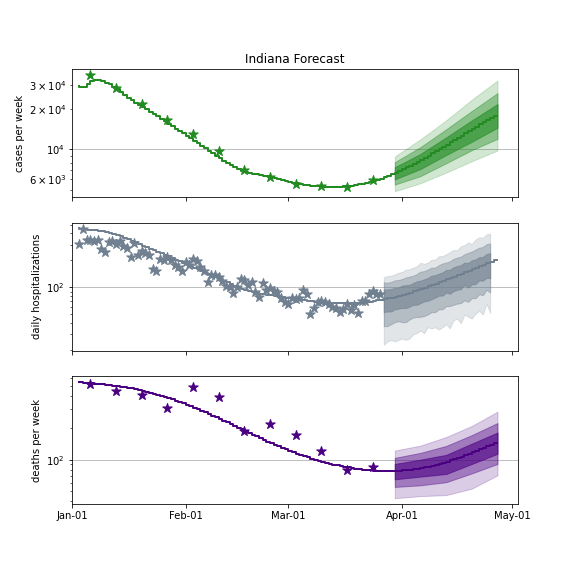 Indiana Forecast
cases per week
3 × 10⁴
2 × 10⁴
10⁴
6 × 10³
daily hospitalizations
10²
deaths per week
10²
Jan-01 Feb-01 Mar-01 Apr-01 May-01